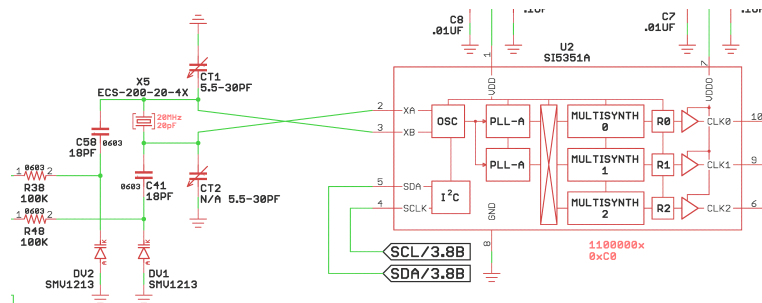 C8
.01UF
.1UF
C7
.01UF
.1UF
U2
SI5351A
1
7
VDD
VDDO
CT1
5.5-30PF
X5
ECS-200-20-4X
20MHz
20pF
C58
18PF
0603
0603
C41
18PF
CT2
N/A 5.5-30PF
0603
1
2
R38
100K
0603
1
2
R48
100K
DV2
SMV1213
DV1
SMV1213
K
A
K
A
2
XA
3
XB
5
SDA
4
SCLK
OSC
I²C
PLL-A
PLL-A
MULTISYNTH
0
MULTISYNTH
1
MULTISYNTH
2
R0
R1
R2
CLK0
10
CLK1
9
CLK2
6
GND
8
1100000x
0xC0
SCL/3.8B
SDA/3.8B
1